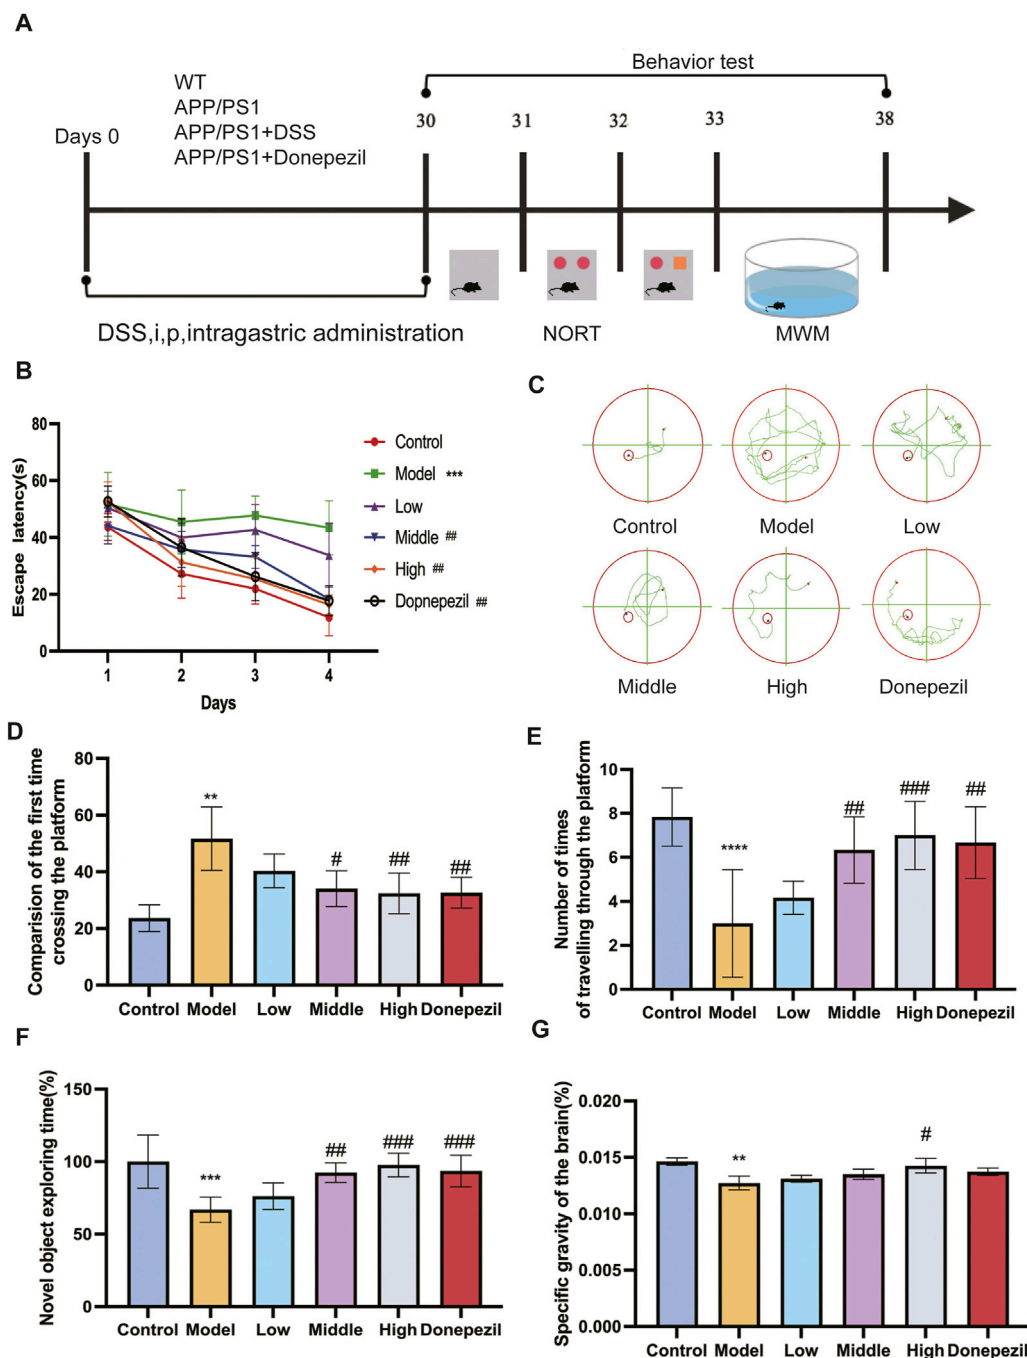 A
Behavior test
WT
APP/PS1
APP/PS1+DSS
APP/PS1+Donepezil
Days 0
30
31
32
33
38
DSS,i,p,intragastric administration
NORT
MWM
B
Escape latency(s)
80
60
40
20
0
1
2
3
4
Days
Control
Model ***
Low
Middle ##
High ##
Dopnepezil ##
C
Control
Model
Low
Middle
High
Donepezil
D
Comparision of the first time
crossing the platform
80
60
40
20
0
**
#
##
##
Control
Model
Low
Middle
High
Donepezil
E
Number of times
of travelling through the platform
10
8
6
4
2
0
****
##
###
##
Control
Model
Low
Middle
High
Donepezil
F
Novel object exploring time(%)
150
100
50
0
***
##
###
###
Control
Model
Low
Middle
High
Donepezil
G
Specific gravity of the brain(%)
0.020
0.015
0.010
0.005
0.000
**
#
Control
Model
Low
Middle
High
Donepezil